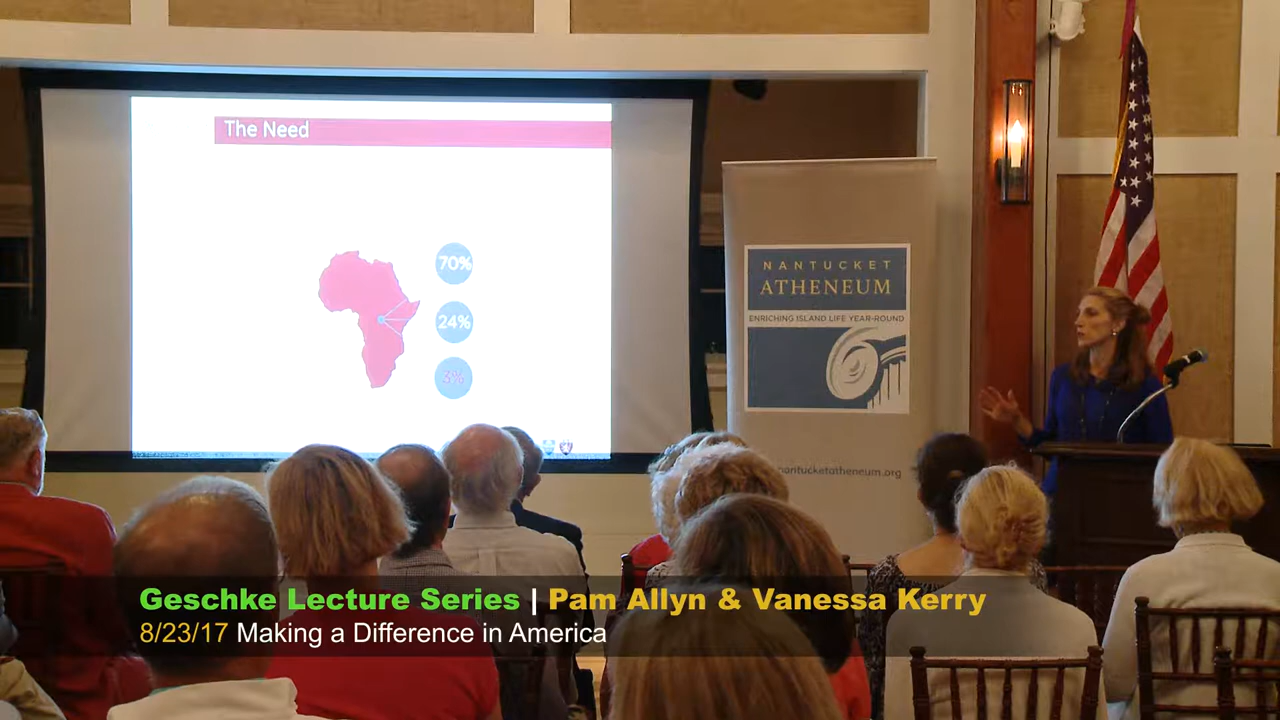 The Need
70%
24%
3%
NANTUCKET
ATHENEUM
ENRICHING ISLAND LIFE YEAR-ROUND
nantucketatheneum.org
Geschke Lecture Series | Pam Allyn & Vanessa Kerry
8/23/17 Making a Difference in America